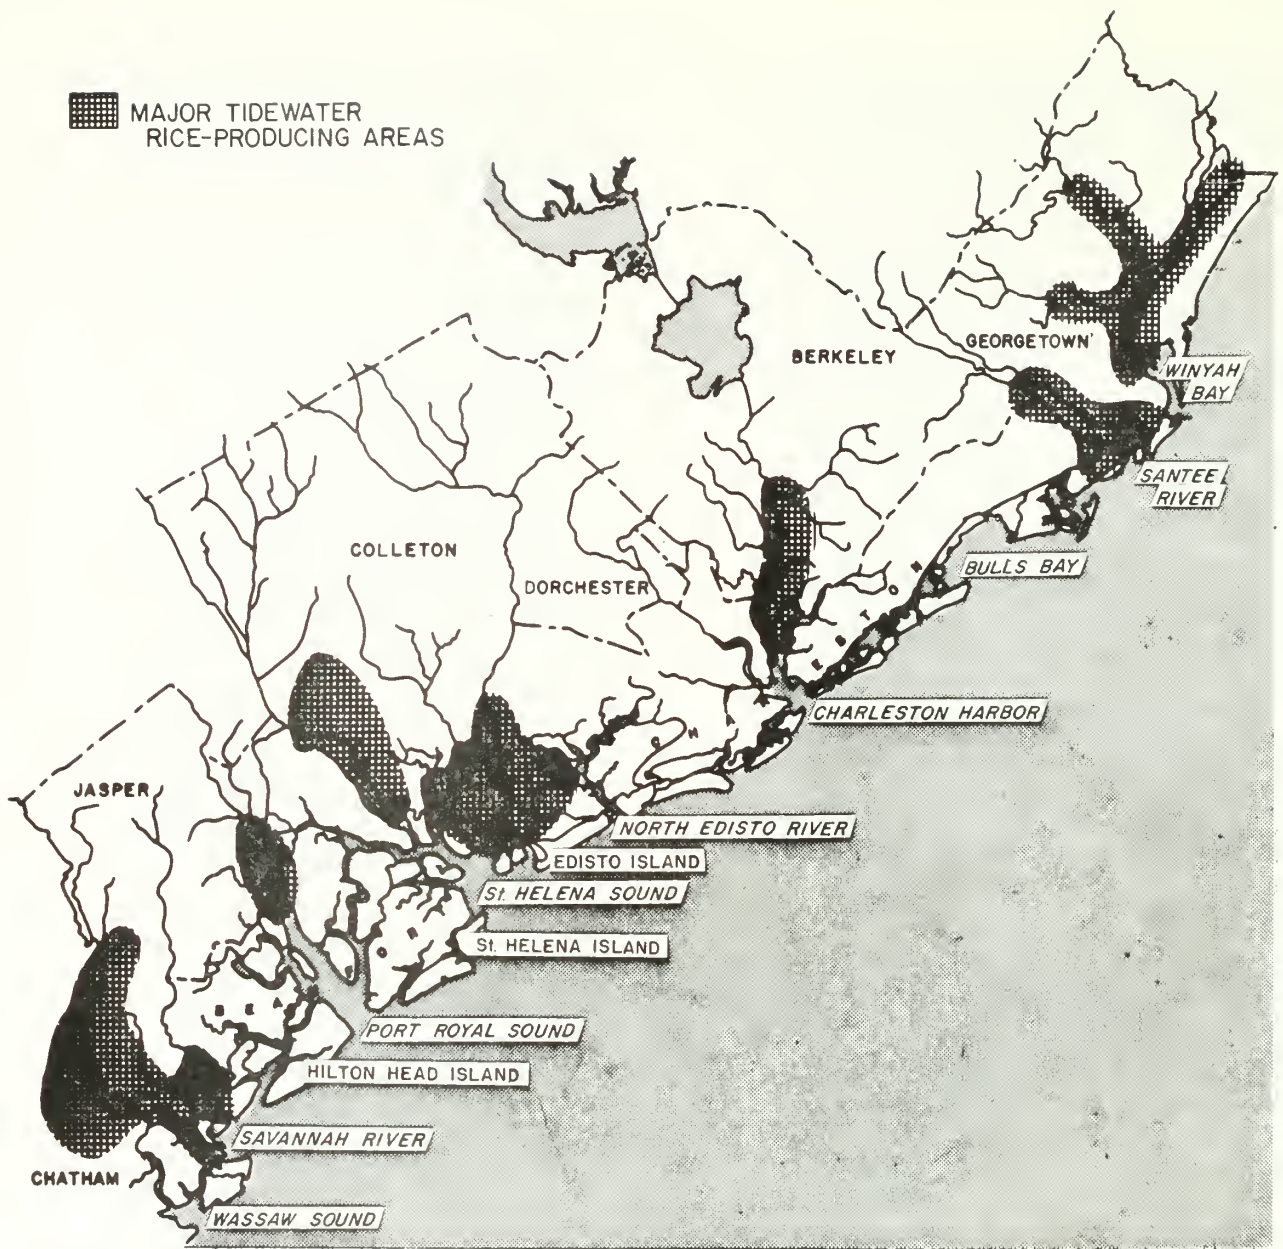 MAJOR TIDEWATER
RICE-PRODUCING AREAS
GEORGETOWN
BERKELEY
WINYAH
BAY
SANTEE
RIVER
COLLETON
DORCHESTER
BULLS BAY
CHARLESTON HARBOR
JASPER
NORTH EDISTO RIVER
EDISTO ISLAND
St. HELENA SOUND
St. HELENA ISLAND
PORT ROYAL SOUND
HILTON HEAD ISLAND
SAVANNAH RIVER
CHATHAM
WASSAW SOUND